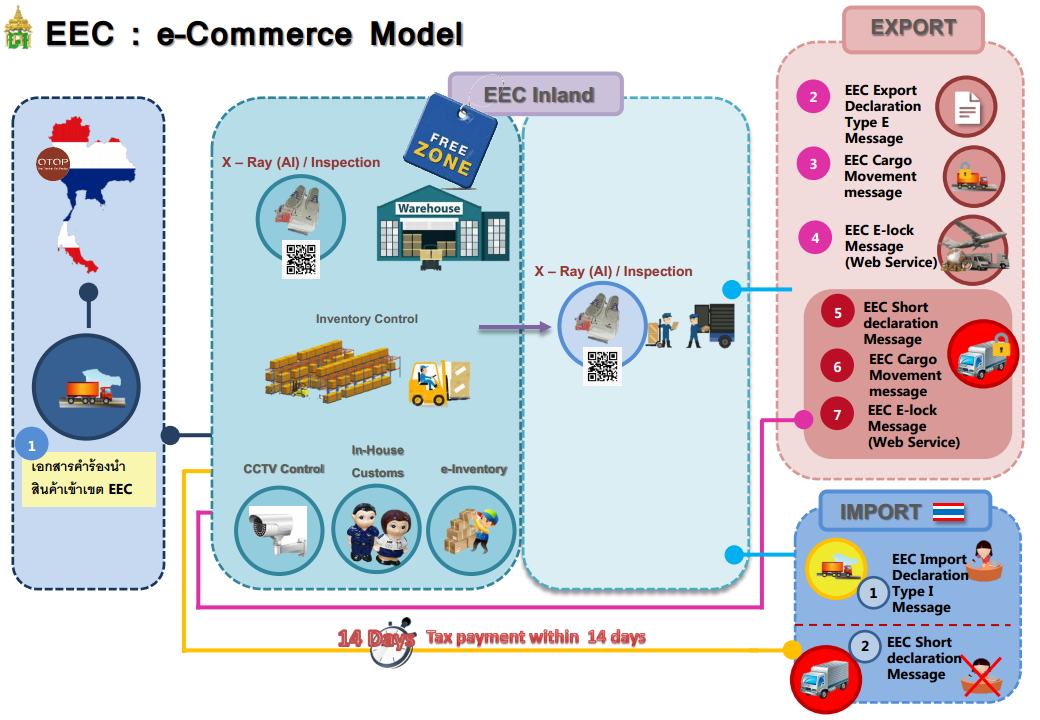 EEC : e-Commerce Model
OTOP
1
เอกสารคำร้องนำ
สินค้าเข้าเขต EEC
EEC Inland
FREE
ZONE
X – Ray (AI) / Inspection
Warehouse
Inventory Control
CCTV Control
In-House
Customs
e-Inventory
X – Ray (AI) / Inspection
14 Days
Tax payment within 14 days
EXPORT
2
EEC Export
Declaration
Type E
Message
3
EEC Cargo
Movement
message
4
EEC E-lock
Message
(Web Service)
5
EEC Short
declaration
Message
6
EEC Cargo
Movement
message
7
EEC E-lock
Message
(Web Service)
IMPORT
1
EEC Import
Declaration
Type I
Message
2
EEC Short
declaration
Message